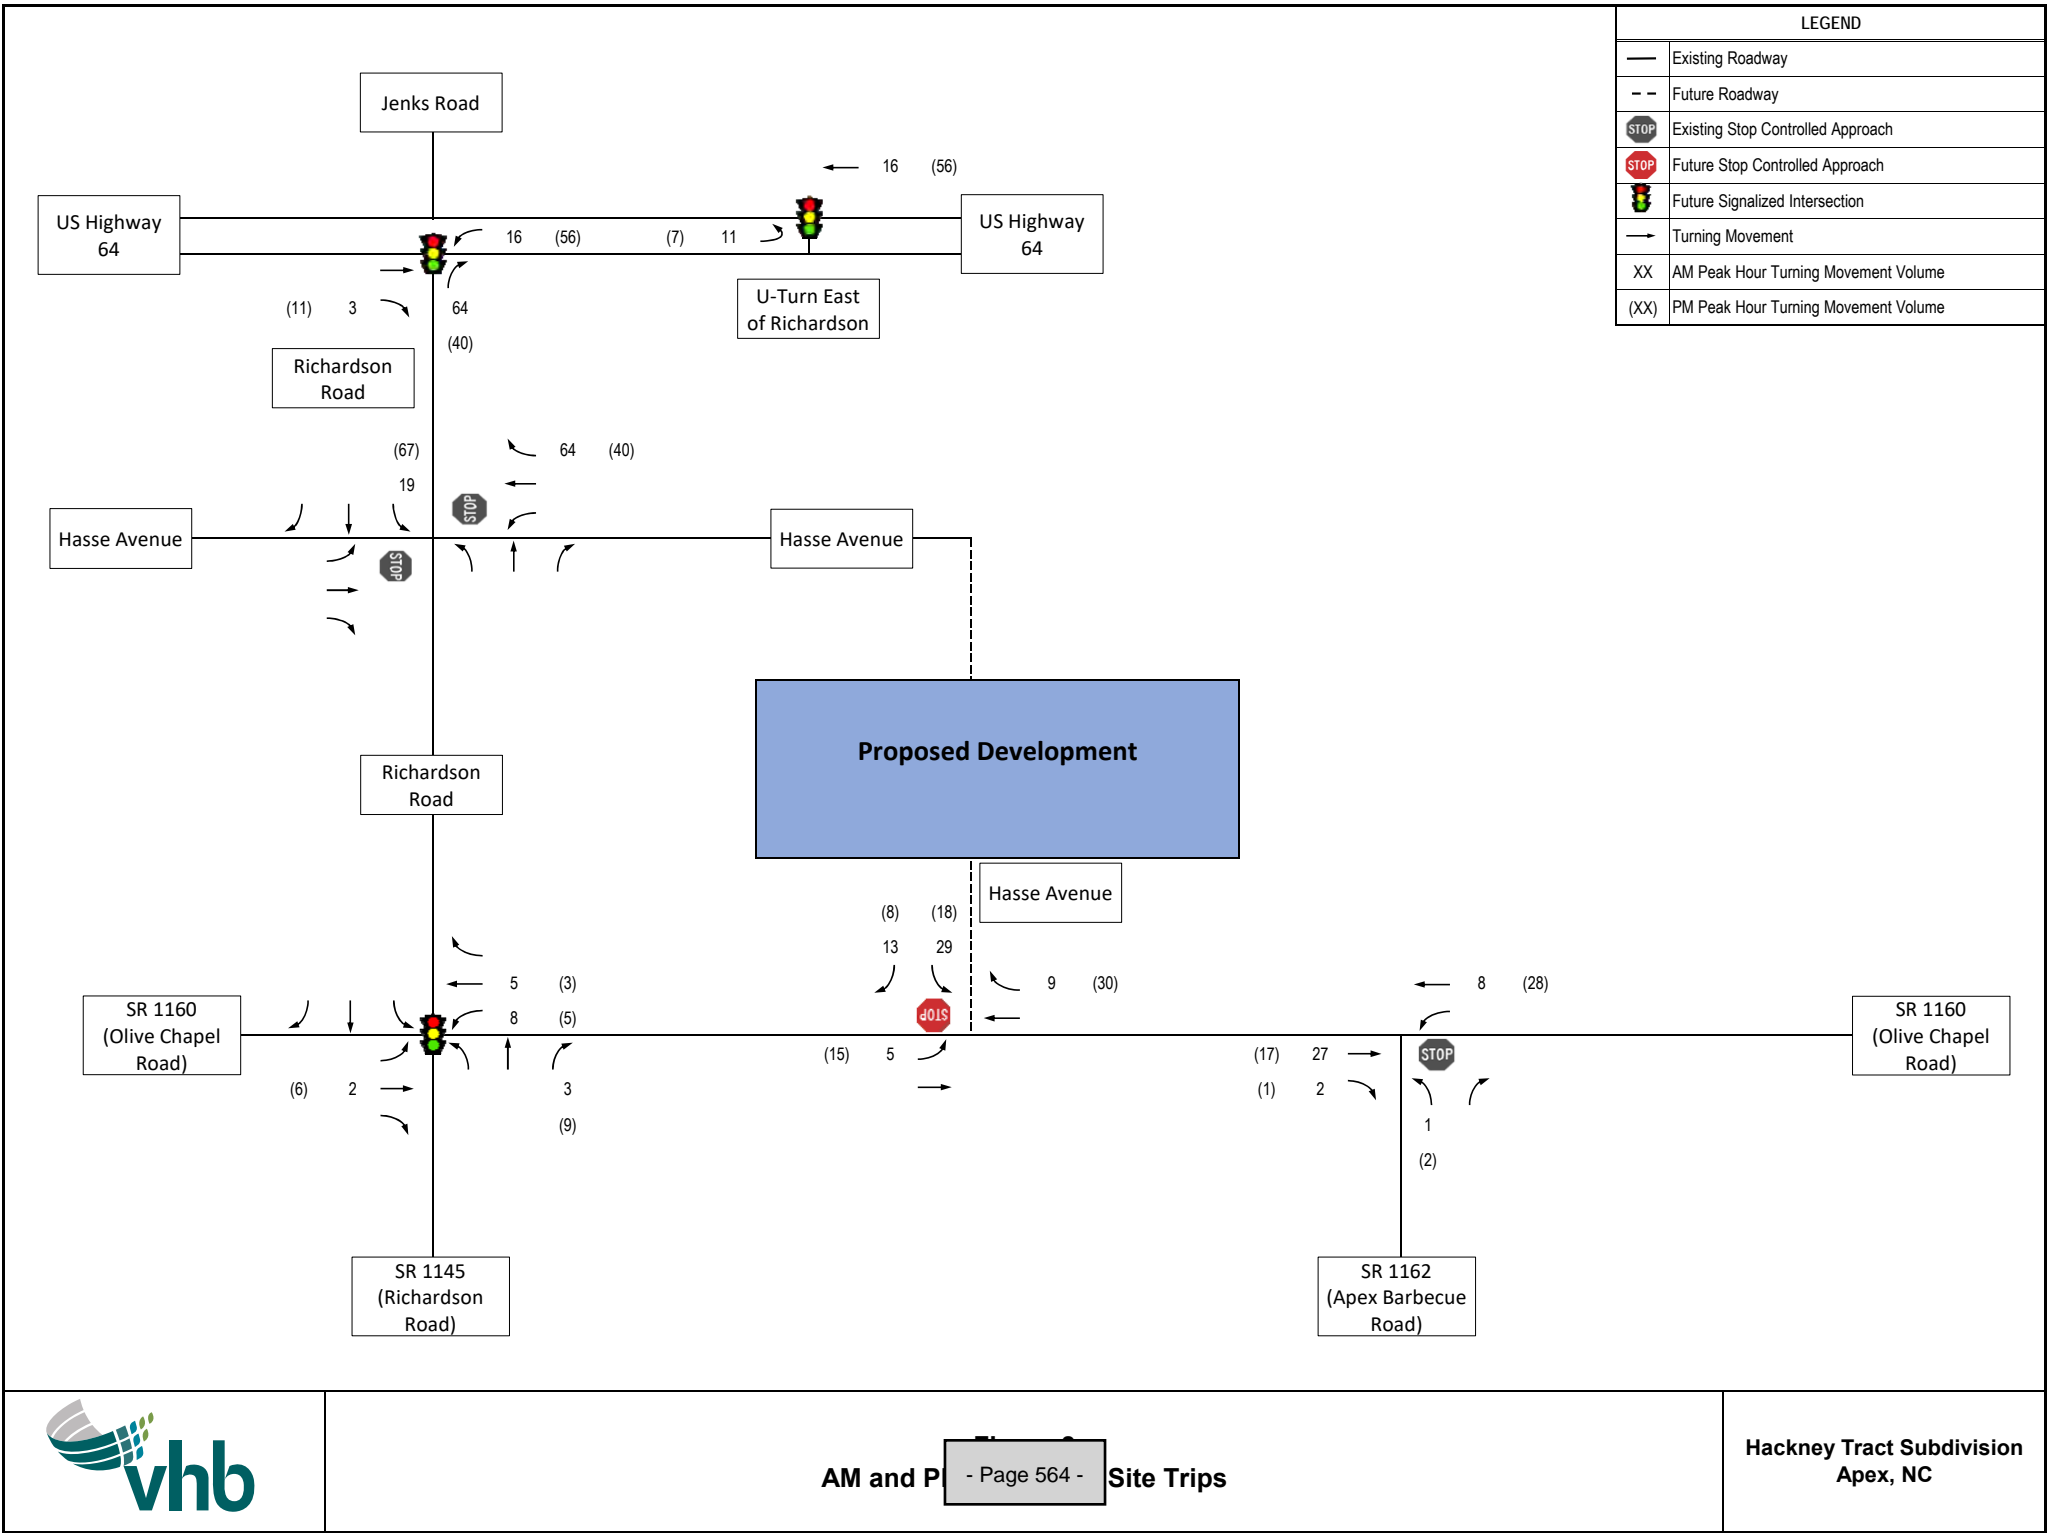 LEGEND
Existing Roadway
Future Roadway
STOP Existing Stop Controlled Approach
STOP Future Stop Controlled Approach
Future Signalized Intersection
Turning Movement
XX AM Peak Hour Turning Movement Volume
(XX) PM Peak Hour Turning Movement Volume
Jenks Road
16 (56)
US Highway
64
US Highway
64
16 (56) (7) 11
U-Turn East
of Richardson
(11) 3 64
(40)
Richardson
Road
(67) 64 (40)
19
STOP
Hasse Avenue
Hasse Avenue
STOP
Proposed Development
Richardson
Road
Hasse Avenue
(8) (18)
13 29
5 (3) 9 (30) 8 (28)
SR 1160
(Olive Chapel
Road)
8 (5)
STOP
SR 1160
(Olive Chapel
Road)
(15) 5 (17) 27 STOP
(6) 2 3 (1) 2
(9) 1
(2)
SR 1145
(Richardson
Road)
SR 1162
(Apex Barbecue
Road)
vhb
AM and P
- Page 564 -
Site Trips
Hackney Tract Subdivision
Apex, NC